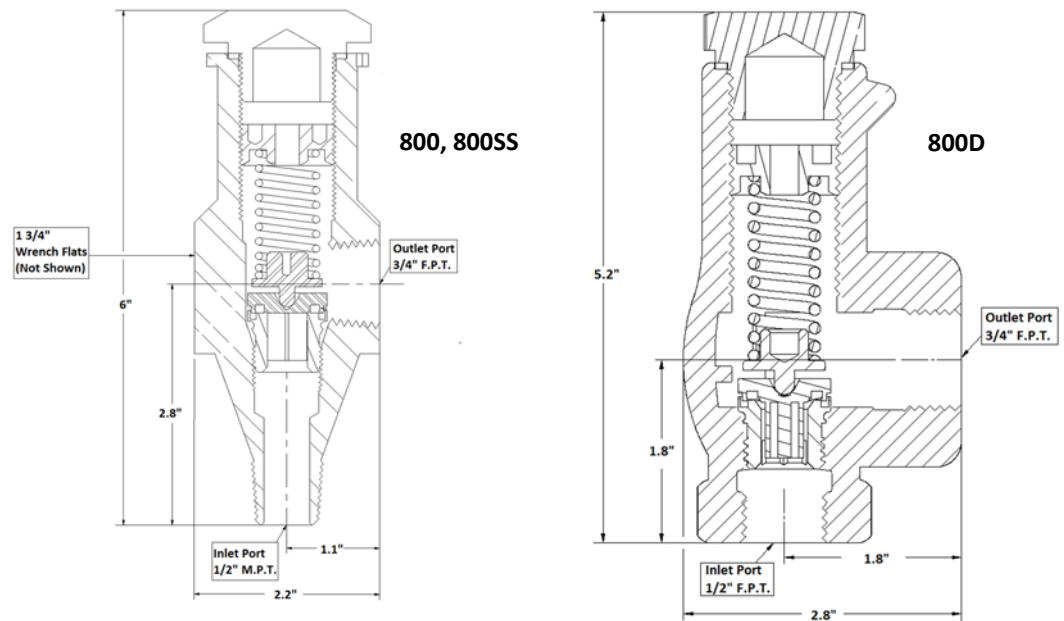 800, 800SS
1 3/4"
Wrench Flats
(Not Shown)
6"
Outlet Port
3/4" F.P.T.
2.8"
Inlet Port
1/2" M.P.T.
1.1"
2.2"
800D
5.2"
Outlet Port
3/4" F.P.T.
1.8"
1.8"
Inlet Port
1/2" F.P.T.
2.8"